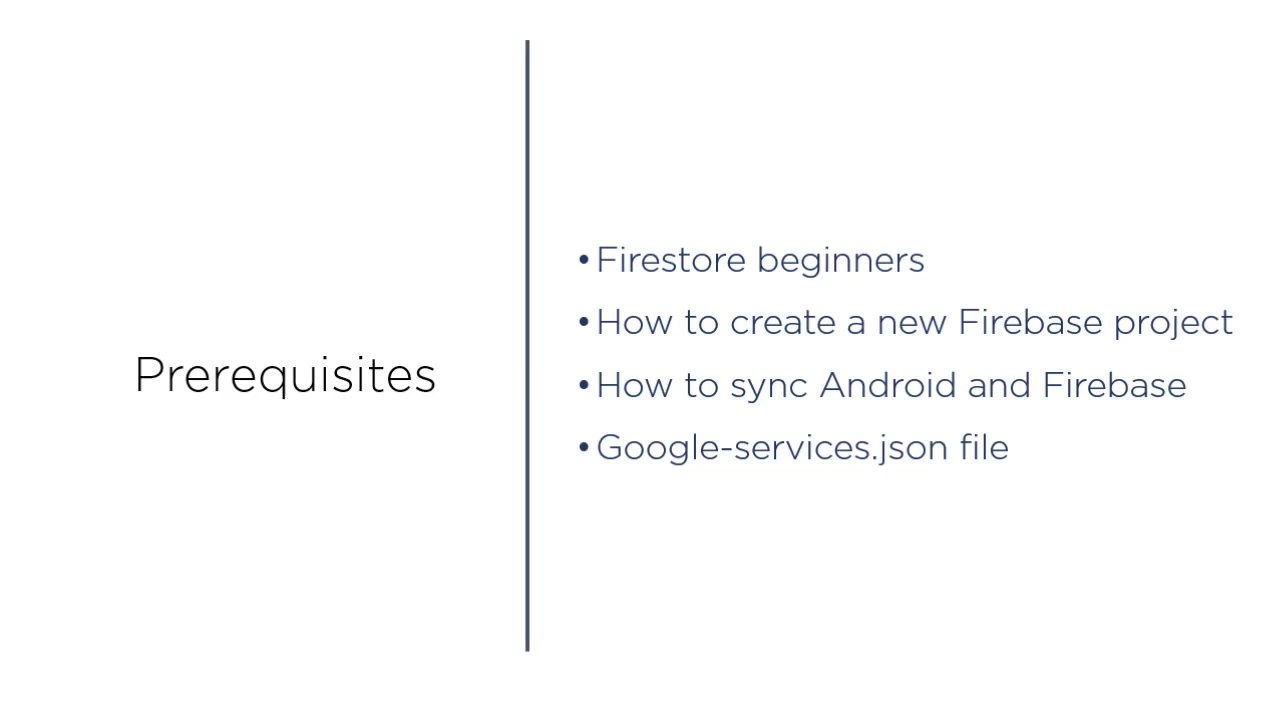 Prerequisites
• Firestore beginners
• How to create a new Firebase project
• How to sync Android and Firebase
• Google-services.json file